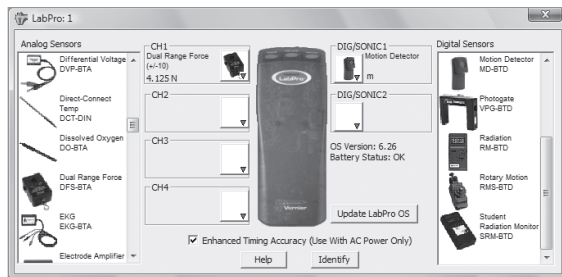 LabPro: 1
Analog Sensors
Differential Voltage
DVP-BTA
Direct-Connect
Temp
DCT-DIN
Dissolved Oxygen
DO-BTA
Dual Range Force
DFS-BTA
EKG
EKG-BTA
Electrode Amplifier
CH1
Dual Range Force
(+/-10)
4.125 N
CH2
CH3
CH4
LabPro
Vernier
DIG/SONIC1
Motion Detector
m
DIG/SONIC2
OS Version: 6.26
Battery Status: OK
Update LabPro OS
Enhanced Timing Accuracy (Use With AC Power Only)
Help
Identify
Digital Sensors
Motion Detector
MD-BTD
Photogate
VPG-BTD
Radiation
RM-BTD
Rotary Motion
RMS-BTD
Student
Radiation Monitor
SRM-BTD